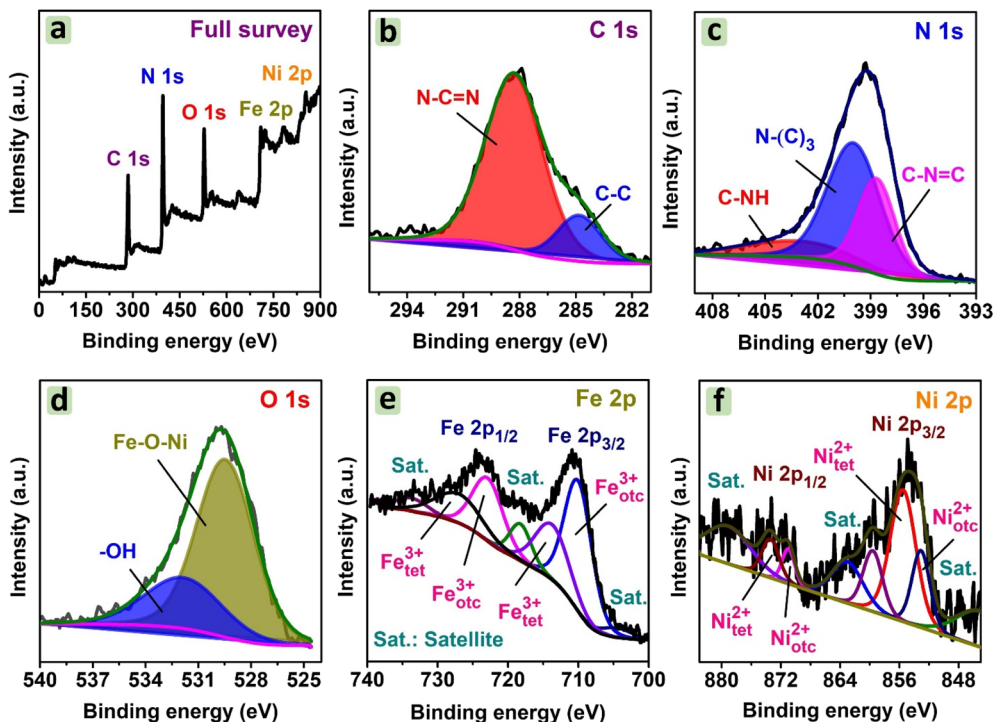 a Full survey
N 1s
Ni 2p
O 1s
Fe 2p
C 1s
Intensity (a.u.)
0 150 300 450 600 750 900
Binding energy (eV)
b C 1s
N-C=N
C-C
Intensity (a.u.)
294 291 288 285 282
Binding energy (eV)
c N 1s
N-(C)₃
C-N=C
C-NH
Intensity (a.u.)
408 405 402 399 396 393
Binding energy (eV)
d O 1s
Fe-O-Ni
-OH
Intensity (a.u.)
540 537 534 531 528 525
Binding energy (eV)
e Fe 2p
Fe 2p₁/₂ Fe 2p₃/₂
Sat.
Sat.
Fe³⁺otc
Fe³⁺tet
Fe³⁺otc
Fe³⁺tet
Sat.
Sat.: Satellite
Intensity (a.u.)
740 730 720 710 700
Binding energy (eV)
f Ni 2p
Ni 2p₃/₂
Ni²⁺tet
Sat. Ni 2p₁/₂
Sat.
Ni²⁺otc
Sat.
Ni²⁺tet
Ni²⁺otc
Intensity (a.u.)
880 872 864 856 848
Binding energy (eV)